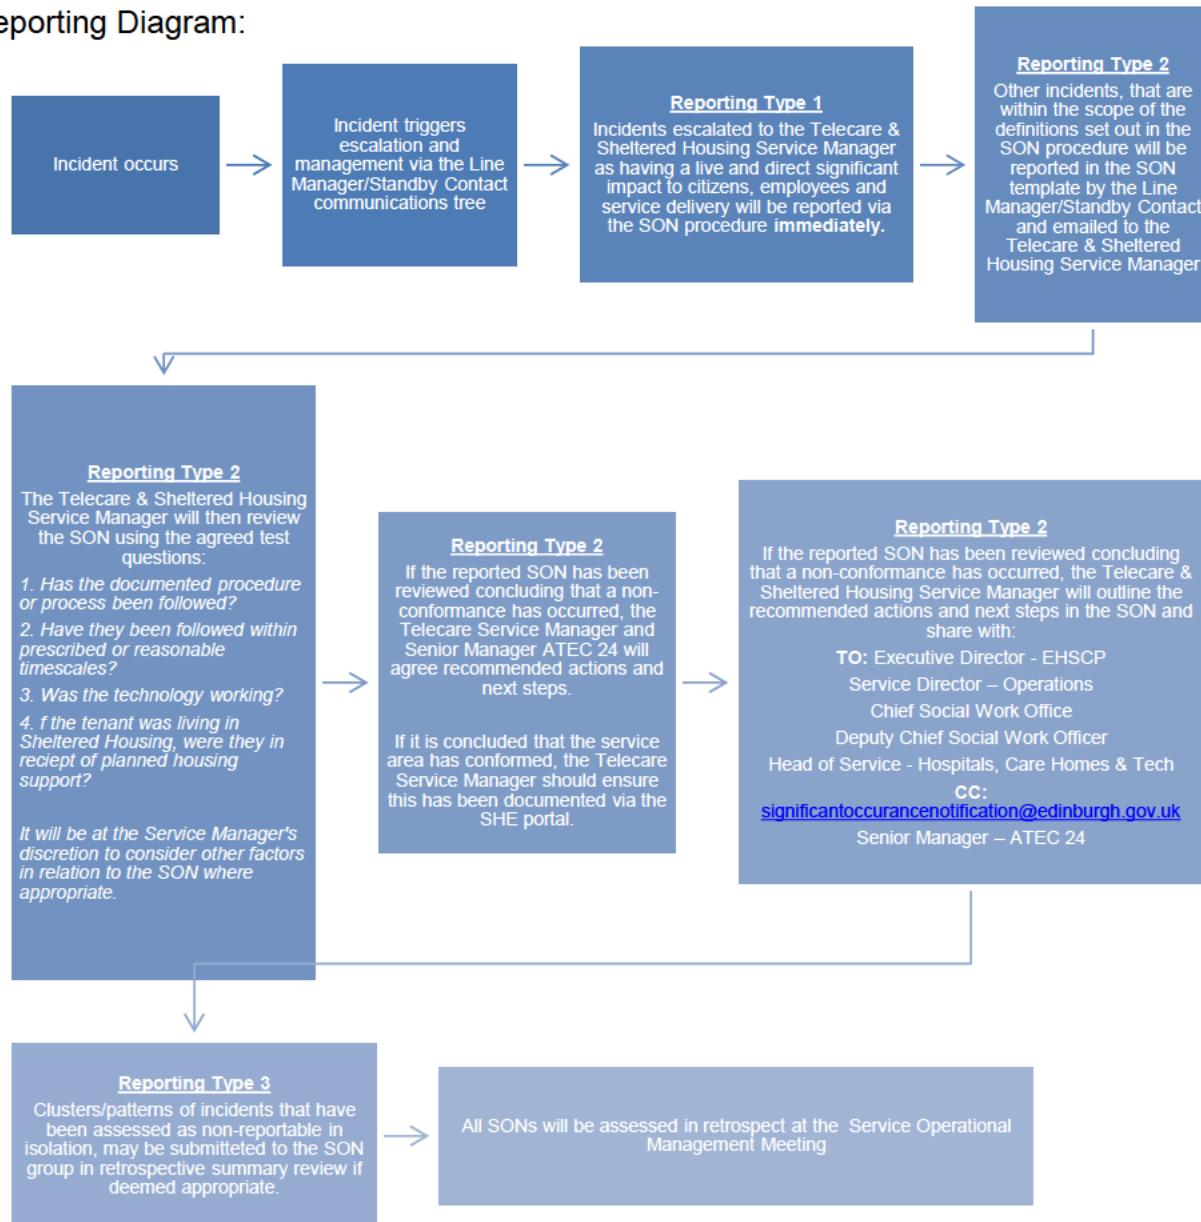 eporting Diagram:
Incident occurs
Incident triggers
escalation and
management via the Line
Manager/Standby Contact
communications tree
Reporting Type 1
Incidents escalated to the Telecare &
Sheltered Housing Service Manager
as having a live and direct significant
impact to citizens, employees and
service delivery will be reported via
the SON procedure immediately.
Reporting Type 2
Other incidents, that are
within the scope of the
definitions set out in the
SON procedure will be
reported in the SON
template by the Line
Manager/Standby Contact
and emailed to the
Telecare & Sheltered
Housing Service Manager
Reporting Type 2
The Telecare & Sheltered Housing
Service Manager will then review
the SON using the agreed test
questions:
1. Has the documented procedure
or process been followed?
2. Have they been followed within
prescribed or reasonable
timescales?
3. Was the technology working?
4. f the tenant was living in
Sheltered Housing, were they in
reciept of planned housing
support?
It will be at the Service Manager's
discretion to consider other factors
in relation to the SON where
appropriate.
Reporting Type 2
If the reported SON has been
reviewed concluding that a non-
conformance has occurred, the
Telecare Service Manager and
Senior Manager ATEC 24 will
agree recommended actions and
next steps.
If it is concluded that the service
area has conformed, the Telecare
Service Manager should ensure
this has been documented via the
SHE portal.
Reporting Type 2
If the reported SON has been reviewed concluding
that a non-conformance has occurred, the Telecare &
Sheltered Housing Service Manager will outline the
recommended actions and next steps in the SON and
share with:
TO: Executive Director - EHSCP
Service Director – Operations
Chief Social Work Office
Deputy Chief Social Work Officer
Head of Service - Hospitals, Care Homes & Tech
CC:
significantoccurancenotification@edinburgh.gov.uk
Senior Manager – ATEC 24
Reporting Type 3
Clusters/patterns of incidents that have
been assessed as non-reportable in
isolation, may be submitteted to the SON
group in retrospective summary review if
deemed appropriate.
All SONs will be assessed in retrospect at the Service Operational
Management Meeting